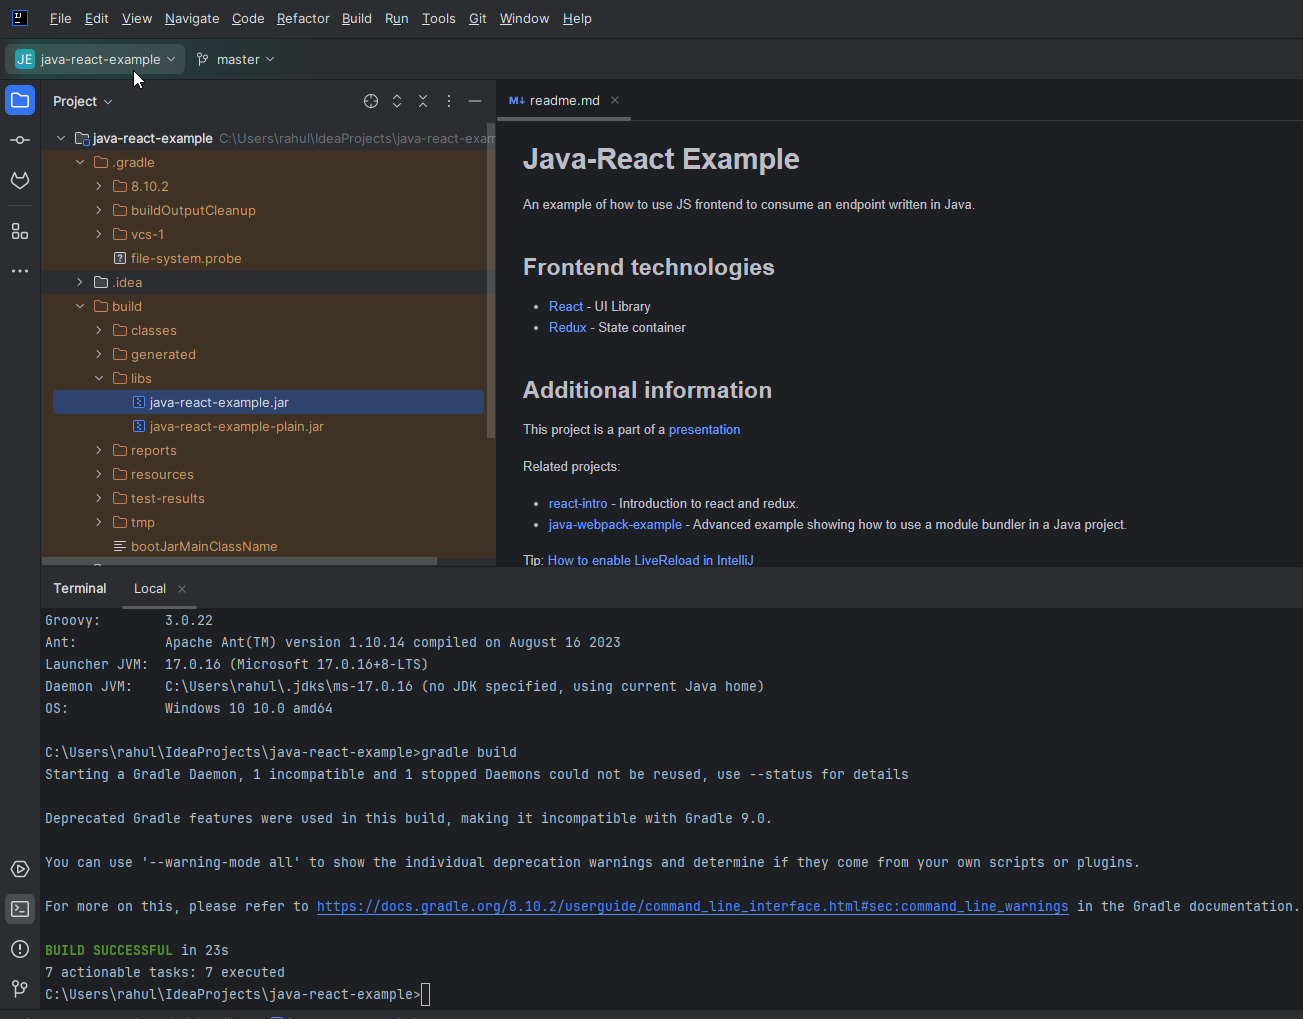 File Edit View Navigate Code Refactor Build Run Tools Git Window Help
JE java-react-example master
Project
java-react-example C:\Users\rahul\IdeaProjects\java-react-exam
.gradle
8.10.2
buildOutputCleanup
vcs-1
file-system.probe
.idea
build
classes
generated
libs
java-react-example.jar
java-react-example-plain.jar
reports
resources
test-results
tmp
bootJarMainClassName
M↓ readme.md
Java-React Example
An example of how to use JS frontend to consume an endpoint written in Java.
Frontend technologies
• React - UI Library
• Redux - State container
Additional information
This project is a part of a presentation
Related projects:
• react-intro - Introduction to react and redux.
• java-webpack-example - Advanced example showing how to use a module bundler in a Java project.
Tip: How to enable LiveReload in IntelliJ
Terminal Local
Groovy: 3.0.22
Ant: Apache Ant(TM) version 1.10.14 compiled on August 16 2023
Launcher JVM: 17.0.16 (Microsoft 17.0.16+8-LTS)
Daemon JVM: C:\Users\rahul\.jdks\ms-17.0.16 (no JDK specified, using current Java home)
OS: Windows 10 10.0 amd64
C:\Users\rahul\IdeaProjects\java-react-example>gradle build
Starting a Gradle Daemon, 1 incompatible and 1 stopped Daemons could not be reused, use --status for details
Deprecated Gradle features were used in this build, making it incompatible with Gradle 9.0.
You can use '--warning-mode all' to show the individual deprecation warnings and determine if they come from your own scripts or plugins.
For more on this, please refer to https://docs.gradle.org/8.10.2/userguide/command_line_interface.html#sec:command_line_warnings in the Gradle documentation.
BUILD SUCCESSFUL in 23s
7 actionable tasks: 7 executed
C:\Users\rahul\IdeaProjects\java-react-example>